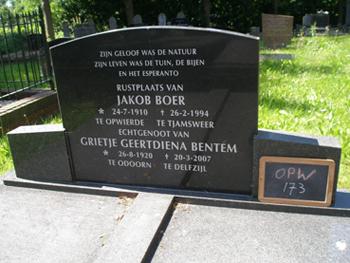 ZIJN GELOOF WAS DE NATUUR
ZIJN LEVEN WAS DE TUIN, DE BIJEN
EN HET ESPERANTO
RUSTPLAATS VAN
JAKOB BOER
* 24-7-1910 † 26-2-1994
TE OPWIERDE TE TJAMSWEER
ECHTGENOOT VAN
GRIETJE GEERTDIENA BENTEM
* 26-8-1920 † 20-3-2007
TE ODOORN TE DELFZIJL
OPW
173